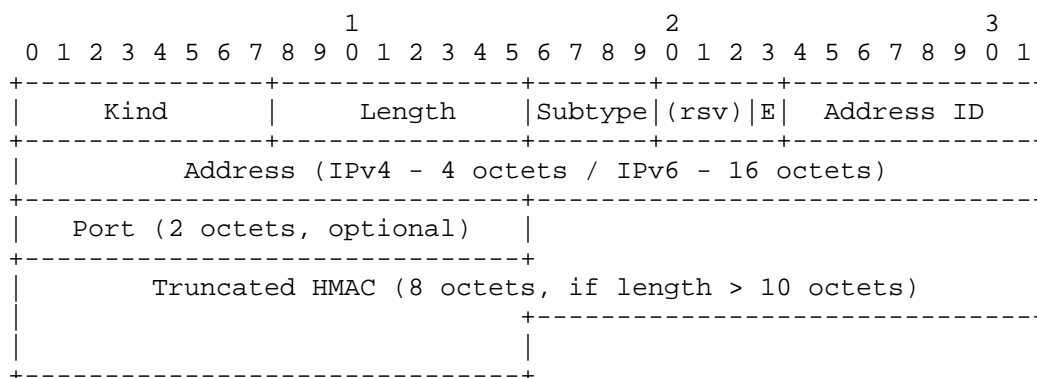 1 2 3
0 1 2 3 4 5 6 7 8 9 0 1 2 3 4 5 6 7 8 9 0 1 2 3 4 5 6 7 8 9 0 1
+---------------+---------------+-------+-------+---------------
| Kind | Length |Subtype|(rsv)|E| Address ID
+---------------+---------------+-------+-------+---------------
| Address (IPv4 - 4 octets / IPv6 - 16 octets)
+-------------------------------+-------------------------------
| Port (2 octets, optional) |
+-------------------------------+
| Truncated HMAC (8 octets, if length > 10 octets)
| +-------------------------------
| |
+-------------------------------+